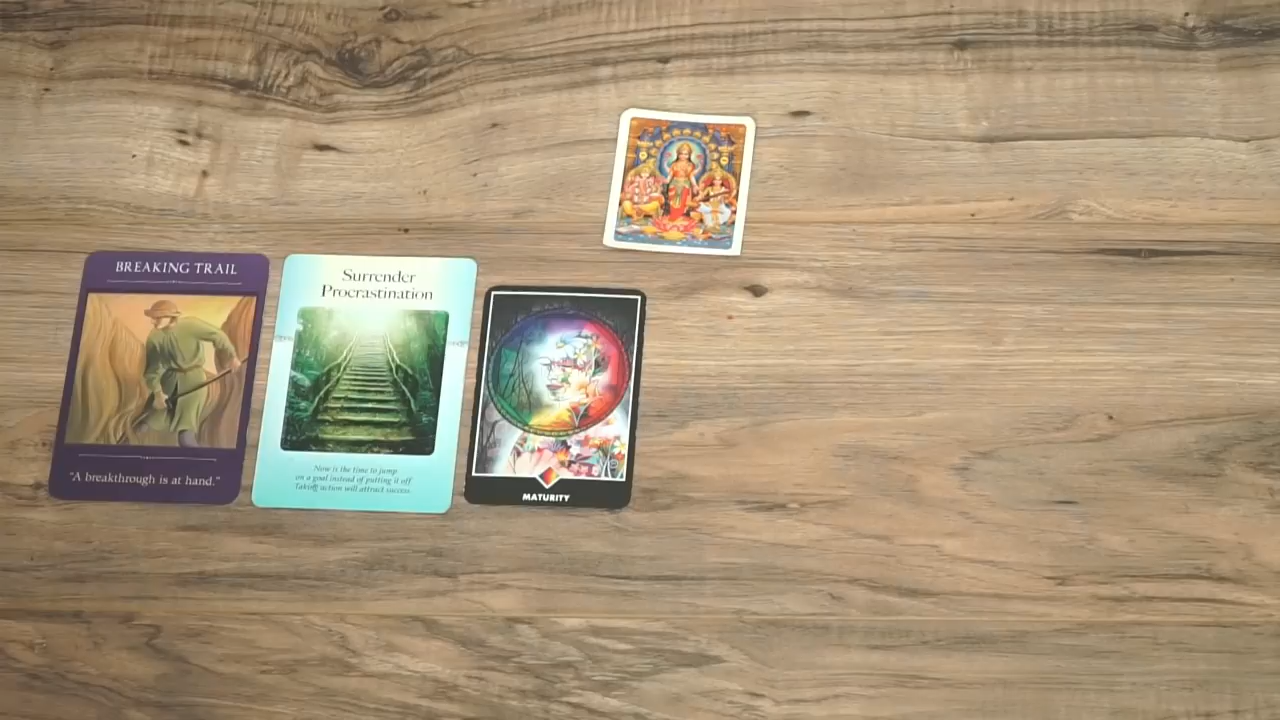 BREAKING TRAIL
"A breakthrough is at hand."
Surrender
Procrastination
Now is the time to jump
on a goal instead of putting it off
Taking action will attract success.
MATURITY